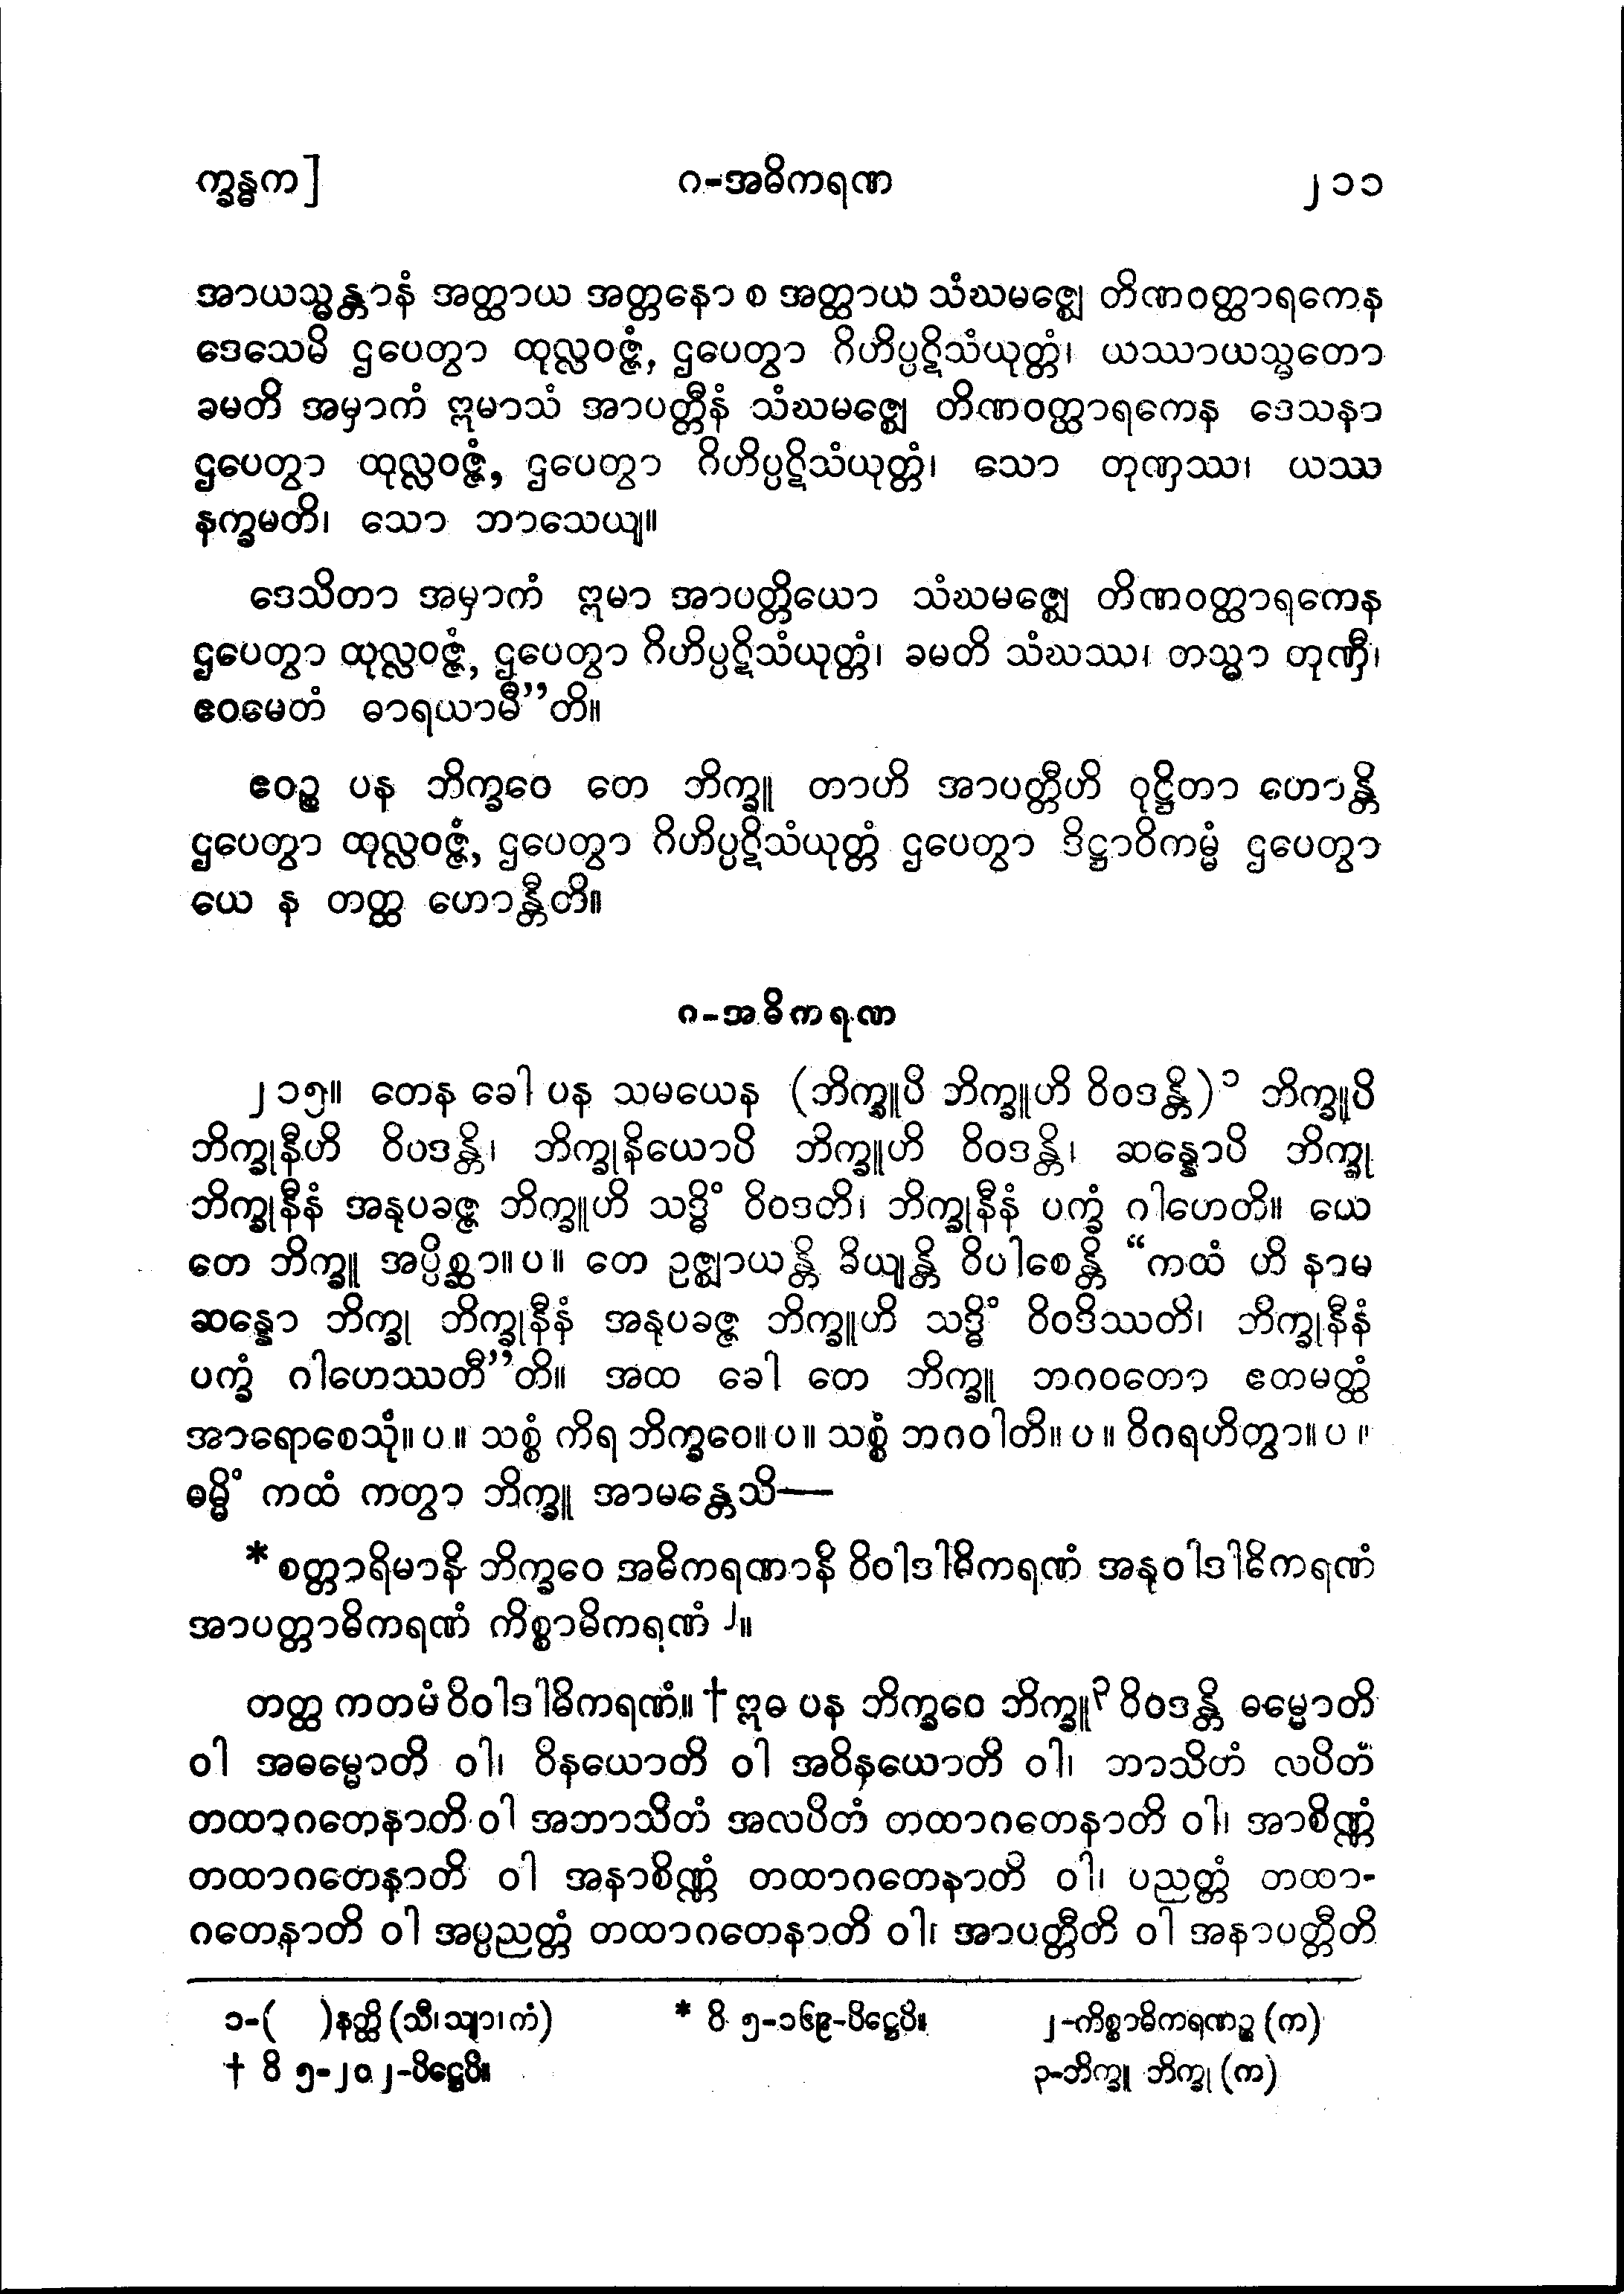 က္ခန္ဓက]
ဂ-အဓိကရဏ
၂၁၁
အာယသ္မန္တာနံ အတ္ထာယ အတ္တနော စ အတ္ထာယ သံဃမဇ္ဈေ တိဏဝတ္ထာရကေန
ဒေသေမိ ဌပေတွာ ထုလ္လဝဇ္ဇံ, ဌပေတွာ ဂိဟိပ္ပဋိသံယုတ္တံ၊ ယဿာယသ္မတော
ခမတိ အမှာကံ ဣမာသံ အာပတ္တီနံ သံဃမဇ္ဈေ တိဏဝတ္ထာရကေန ဒေသနာ
ဌပေတွာ ထုလ္လဝဇ္ဇံ, ဌပေတွာ ဂိဟိပ္ပဋိသံယုတ္တံ၊ သော တုဏှဿ၊ ယဿ
နက္ခမတိ၊ သော ဘာသေယျ။
ဒေသိတာ အမှာကံ ဣမာ အာပတ္တိယော သံဃမဇ္ဈေ တိဏဝတ္ထာရကေန
ဌပေတွာ ထုလ္လဝဇ္ဇံ, ဌပေတွာ ဂိဟိပ္ပဋိသံယုတ္တံ၊ ခမတိ သံဃဿ၊ တသ္မာ တုဏှီ၊
ဧဝမေတံ ဓာရယာမီ”တိ။
ဧဝဉ္စ ပန ဘိက္ခဝေ တေ ဘိက္ခူ တာဟိ အာပတ္တီဟိ ဝုဋ္ဌိတာ ဟောန္တိ
ဌပေတွာ ထုလ္လဝဇ္ဇံ, ဌပေတွာ ဂိဟိပ္ပဋိသံယုတ္တံ ဌပေတွာ ဒိဋ္ဌာဝိကမ္မံ ဌပေတွာ
ယေ န တတ္ထ ဟောန္တီတိ။
ဂ-အဓိကရဏ
၂၁၅။ တေန ခေါ ပန သမယေန (ဘိက္ခူပိ ဘိက္ခူဟိ ဝိဝဒန္တိ)၁ ဘိက္ခူပိ
ဘိက္ခုနီဟိ ဝိဝဒန္တိ၊ ဘိက္ခုနိယောပိ ဘိက္ခူဟိ ဝိဝဒန္တိ၊ ဆန္နောပိ ဘိက္ခု
ဘိက္ခုနီနံ အနုပခဇ္ဇ ဘိက္ခူဟိ သဒ္ဓိံ ဝိဝဒတိ၊ ဘိက္ခုနီနံ ပက္ခံ ဂါဟေတိ။ ယေ
တေ ဘိက္ခူ အပ္ပိစ္ဆာ။ပ။ တေ ဥဇ္ဈာယန္တိ ခိယျန္တိ ဝိပါစေန္တိ “ကထံ ဟိ နာမ
ဆန္နော ဘိက္ခု ဘိက္ခုနီနံ အနုပခဇ္ဇ ဘိက္ခူဟိ သဒ္ဓိံ ဝိဝဒိဿတိ၊ ဘိက္ခုနီနံ
ပက္ခံ ဂါဟေဿတီ”တိ။ အထ ခေါ တေ ဘိက္ခူ ဘဂဝတော ဧတမတ္ထံ
အာရောစေသုံ။ပ။ သစ္စံ ကိရ ဘိက္ခဝေ။ပ။ သစ္စံ ဘဂဝါတိ။ပ။ ဝိဂရဟိတွာ။ပ။
ဓမ္မိံ ကထံ ကတွာ ဘိက္ခူ အာမန္တေသိ—
* စတ္တာရိမာနိ ဘိက္ခဝေ အဓိကရဏာနိ ဝိဝါဒါဓိကရဏံ အနုဝါဒါဓိကရဏံ
အာပတ္တာဓိကရဏံ ကိစ္စာဓိကရဏံ ၂။
တတ္ထ ကတမံ ဝိဝါဒါဓိကရဏံ။ † ဣဓ ပန ဘိက္ခဝေ ဘိက္ခူ၃ ဝိဝဒန္တိ ဓမ္မောတိ
ဝါ အဓမ္မောတိ ဝါ၊ ဝိနယောတိ ဝါ အဝိနယောတိ ဝါ၊ ဘာသိတံ လပိတံ
တထာဂတေနာတိ ဝါ အဘာသိတံ အလပိတံ တထာဂတေနာတိ ဝါ၊ အာစိဏ္ဏံ
တထာဂတေနာတိ ဝါ အနာစိဏ္ဏံ တထာဂတေနာတိ ဝါ၊ ပညတ္တံ တထာ-
ဂတေနာတိ ဝါ အပ္ပညတ္တံ တထာဂတေနာတိ ဝါ၊ အာပတ္တီတိ ဝါ အနာပတ္တီတိ
၁-( )နတ္ထိ (သီ၊သျာ၊ကံ)
* ဝိ ၅-၁၆၉-ပိဋ္ဌေပိ။
၂-ကိစ္စာဓိကရဏဉ္စ (က)
† ဝိ ၅-၂၀၂-ပိဋ္ဌေပိ။
၃-ဘိက္ခူ ဘိက္ခု (က)